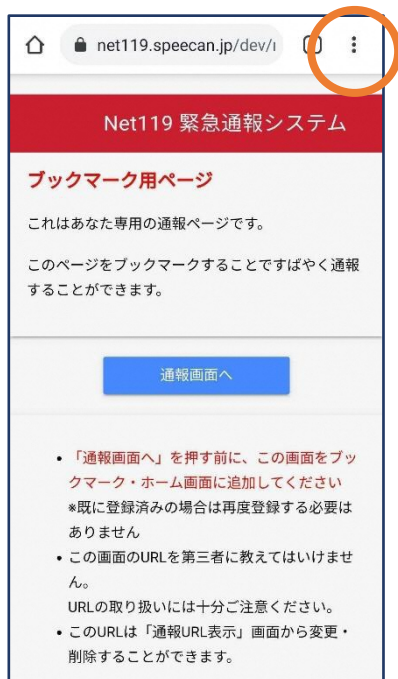 net119.speecan.jp/dev/
Net119 緊急通報システム
ブックマーク用ページ
これはあなた専用の通報ページです。
このページをブックマークすることですばやく通報
することができます。
通報画面へ
•「通報画面へ」を押す前に、この画面をブッ
クマーク・ホーム画面に追加してください
*既に登録済みの場合は再度登録する必要は
ありません
•この画面のURLを第三者に教えてはいけませ
ん。
URLの取り扱いには十分ご注意ください。
•このURLは「通報URL表示」画面から変更・
削除することができます。